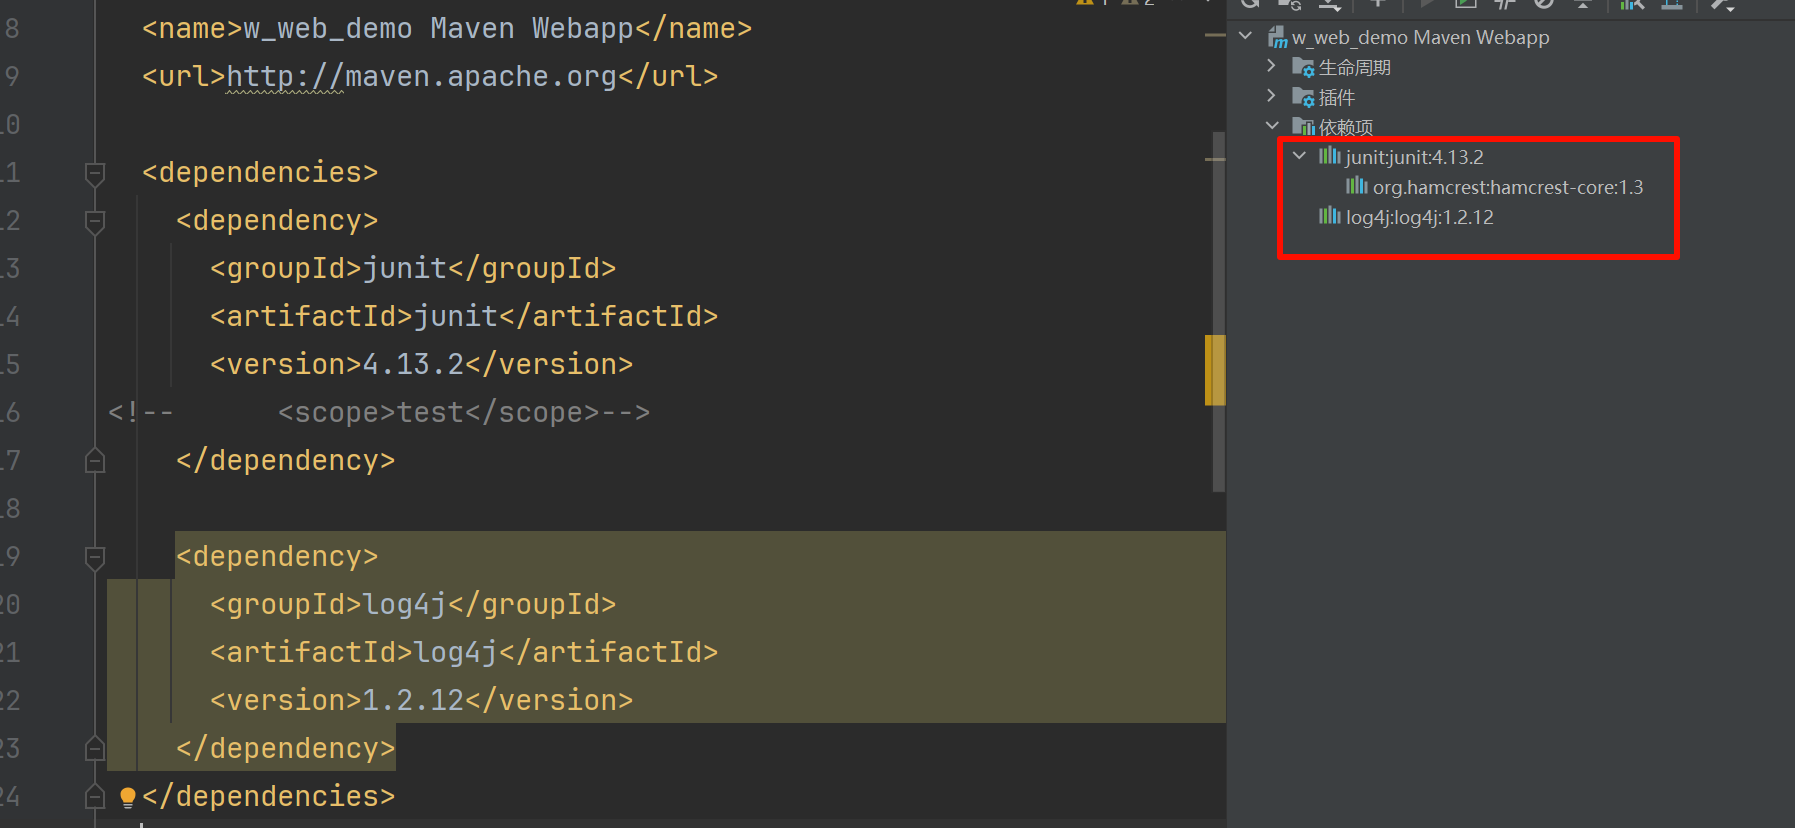 8 <name>w_web_demo Maven Webapp</name>
9 <url>http://maven.apache.org</url>
10
11 <dependencies>
12 <dependency>
13 <groupId>junit</groupId>
14 <artifactId>junit</artifactId>
15 <version>4.13.2</version>
16 <!-- <scope>test</scope>-->
17 </dependency>
18
19 <dependency>
20 <groupId>log4j</groupId>
21 <artifactId>log4j</artifactId>
22 <version>1.2.12</version>
23 </dependency>
24 </dependencies>
w_web_demo Maven Webapp
生命周期
插件
依赖项
junit:junit:4.13.2
org.hamcrest:hamcrest-core:1.3
log4j:log4j:1.2.12